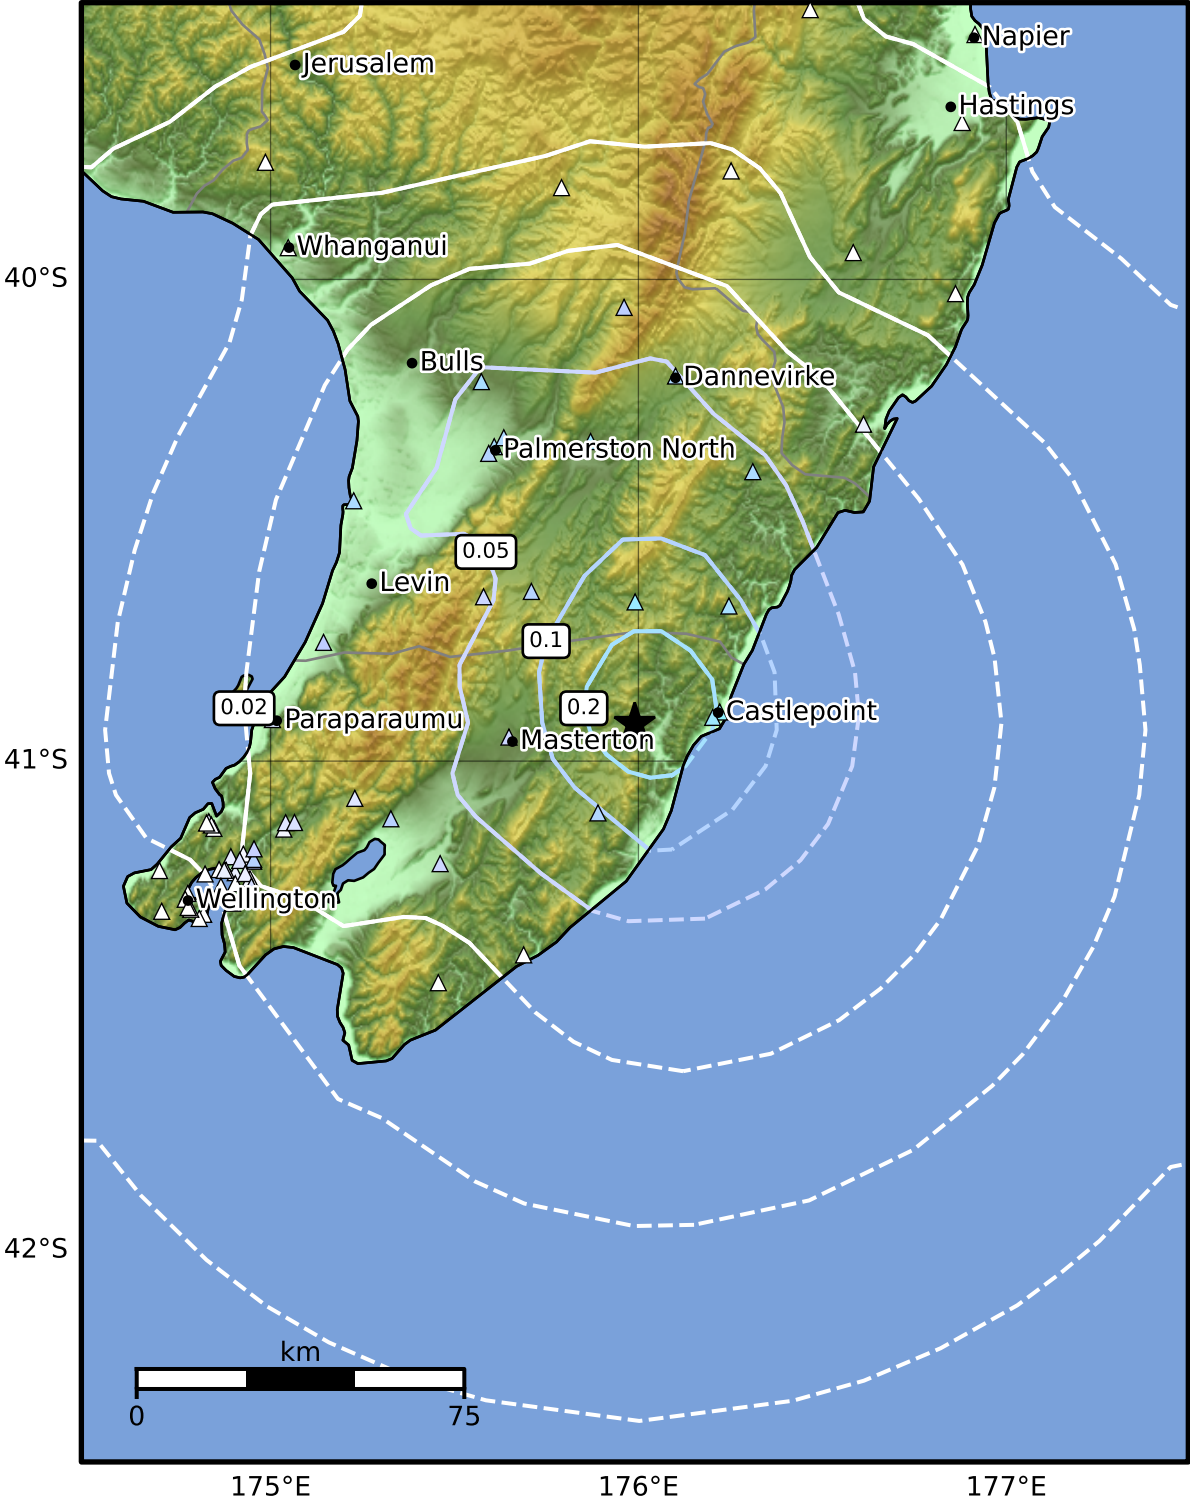 Napier
Jerusalem
Hastings
Whanganui
40°S
Bulls
Dannevirke
Palmerston North
0.05
Levin
0.1
0.02
0.2
Paraparaumu
Castlepoint
Masterton
41°S
Wellington
42°S
km
0
75
175°E
176°E
177°E